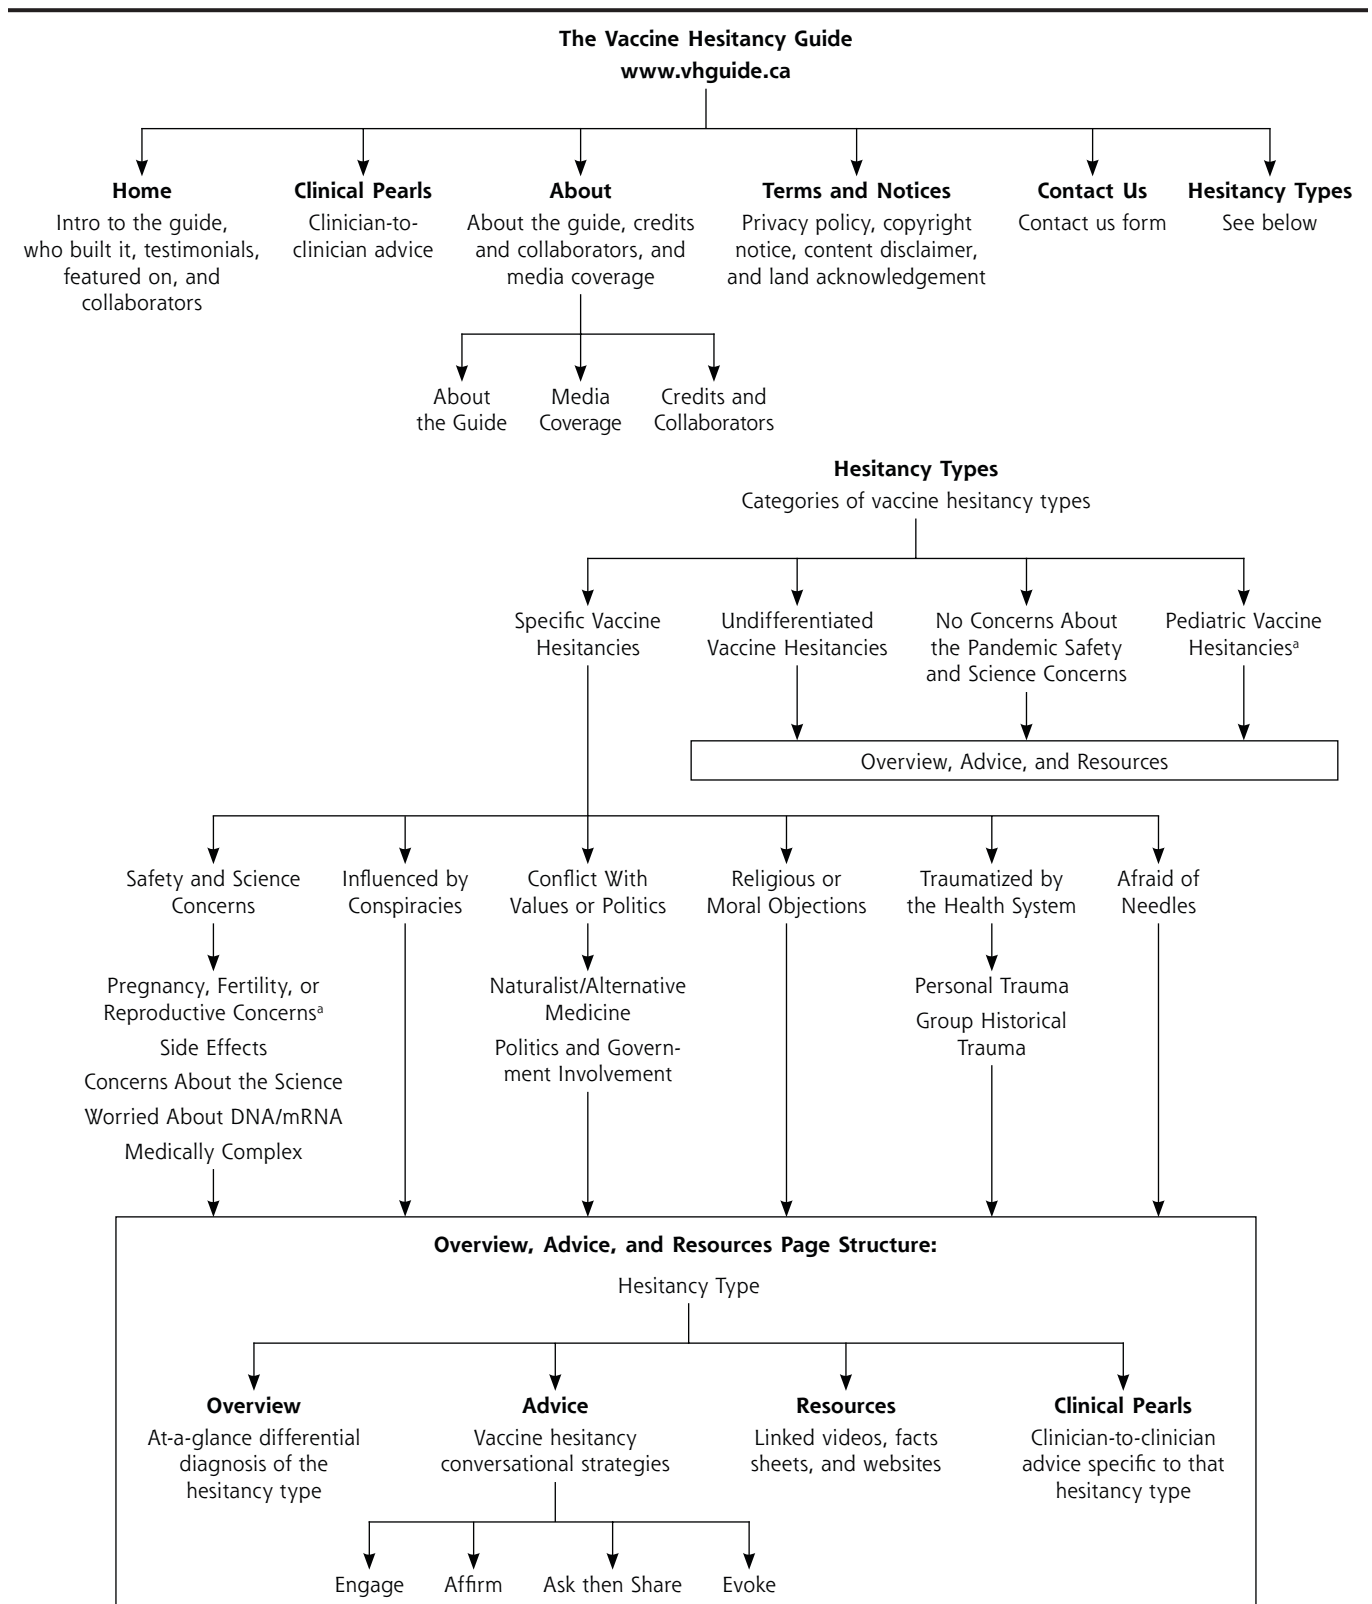 The Vaccine Hesitancy Guide
www.vhguide.ca
Home
Intro to the guide,
who built it, testimonials,
featured on, and
collaborators
Clinical Pearls
Clinician-to-
clinician advice
About
About the guide, credits
and collaborators, and
media coverage
Terms and Notices
Privacy policy, copyright
notice, content disclaimer,
and land acknowledgement
Contact Us
Contact us form
Hesitancy Types
See below
About
the Guide
Media
Coverage
Credits and
Collaborators
Hesitancy Types
Categories of vaccine hesitancy types
Specific Vaccine
Hesitancies
Undifferentiated
Vaccine Hesitancies
No Concerns About
the Pandemic Safety
and Science Concerns
Pediatric Vaccine
Hesitanciesᵃ
Overview, Advice, and Resources
Safety and Science
Concerns
Influenced by
Conspiracies
Conflict With
Values or Politics
Religious or
Moral Objections
Traumatized by
the Health System
Afraid of
Needles
Pregnancy, Fertility, or
Reproductive Concernsᵃ
Side Effects
Concerns About the Science
Worried About DNA/mRNA
Medically Complex
Naturalist/Alternative
Medicine
Politics and Govern-
ment Involvement
Personal Trauma
Group Historical
Trauma
Overview, Advice, and Resources Page Structure:
Hesitancy Type
Overview
At-a-glance differential
diagnosis of the
hesitancy type
Advice
Vaccine hesitancy
conversational strategies
Resources
Linked videos, facts
sheets, and websites
Clinical Pearls
Clinician-to-clinician
advice specific to that
hesitancy type
Engage
Affirm
Ask then Share
Evoke